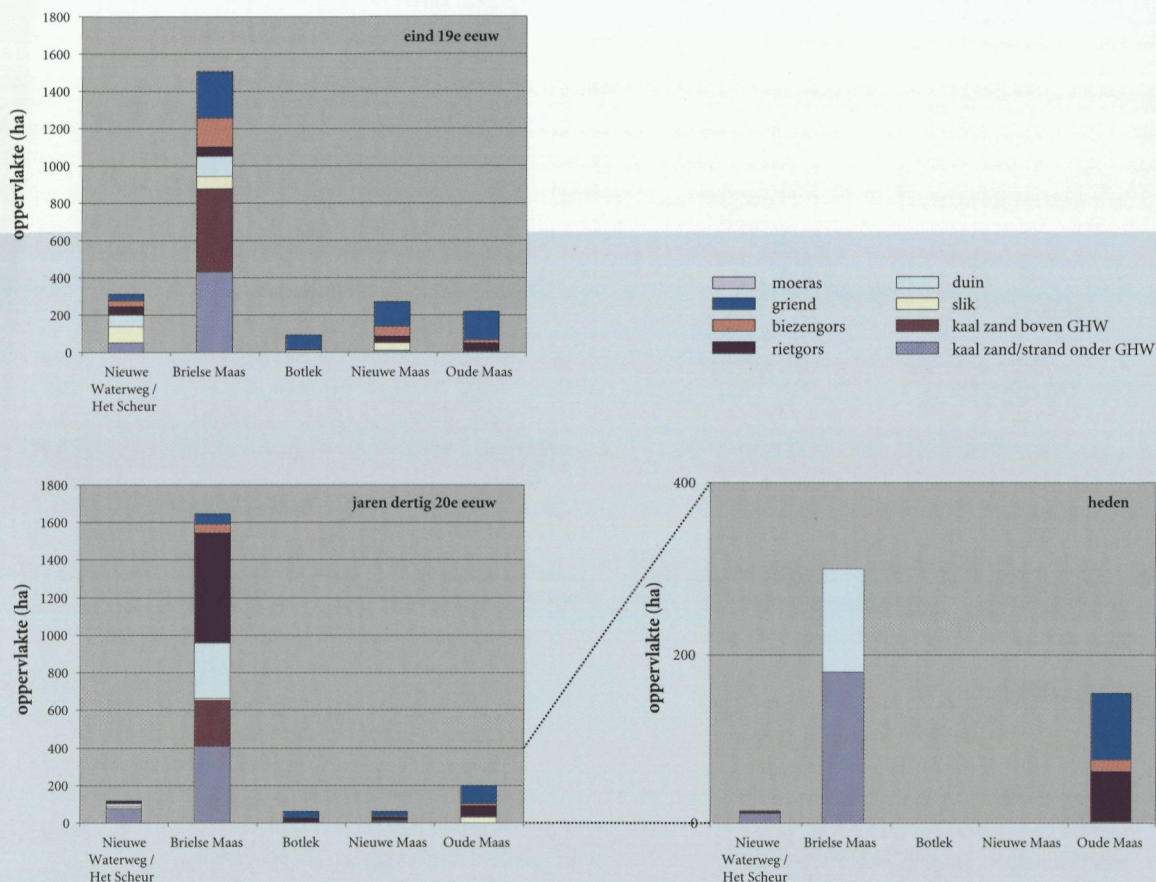 eind 19e eeuw
oppervlakte (ha)
1800
1600
1400
1200
1000
800
600
400
200
0
Nieuwe Waterweg / Het Scheur
Brielse Maas
Botlek
Nieuwe Maas
Oude Maas
moeras
griend
biezengors
rietgors
duin
slik
kaal zand boven GHW
kaal zand/strand onder GHW
jaren dertig 20e eeuw
oppervlakte (ha)
1800
1600
1400
1200
1000
800
600
400
200
0
Nieuwe
Waterweg /
Het Scheur
Brielse Maas
Botlek
Nieuwe Maas
Oude Maas
heden
oppervlakte (ha)
400
200
0
Nieuwe
Waterweg /
Het Scheur
Brielse Maas
Botlek
Nieuwe Maas
Oude Maas